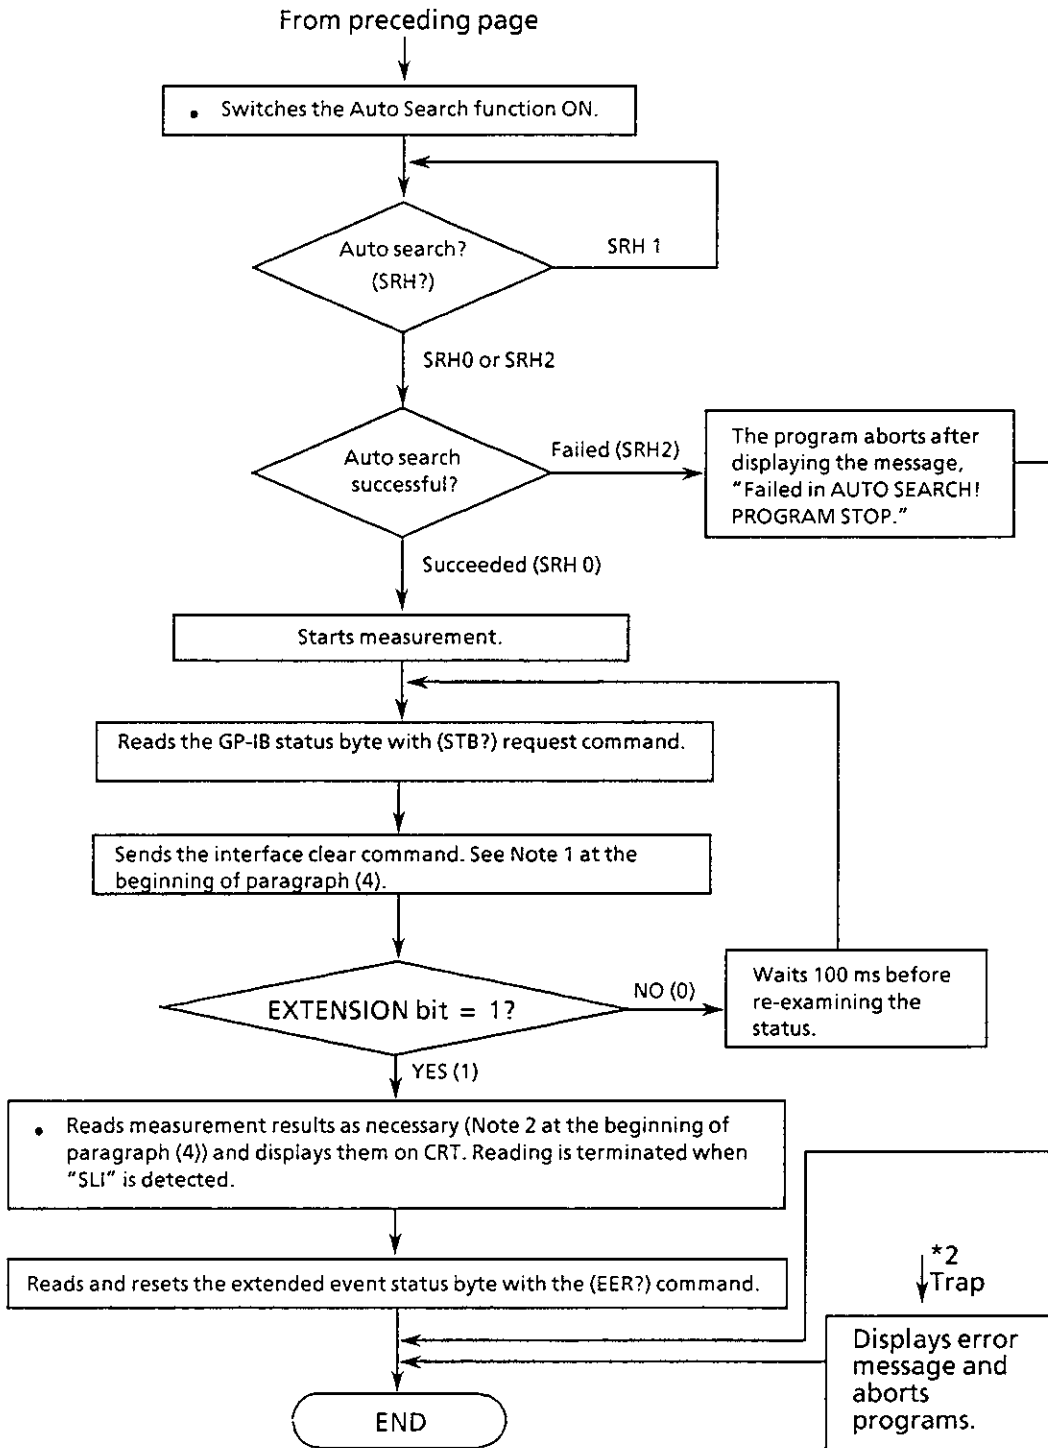 From preceding page
• Switches the Auto Search function ON.
Auto search?
(SRH?)
SRH 1
SRH0 or SRH2
Auto search
successful?
Failed (SRH2)
The program aborts after
displaying the message,
"Failed in AUTO SEARCH!
PROGRAM STOP."
Succeeded (SRH 0)
Starts measurement.
Reads the GP-IB status byte with (STB?) request command.
Sends the interface clear command. See Note 1 at the
beginning of paragraph (4).
EXTENSION bit = 1?
NO (0)
Waits 100 ms before
re-examining the
status.
YES (1)
• Reads measurement results as necessary (Note 2 at the beginning of
paragraph (4)) and displays them on CRT. Reading is terminated when
"SLI" is detected.
Reads and resets the extended event status byte with the (EER?) command.
*2
Trap
Displays error
message and
aborts
programs.
END